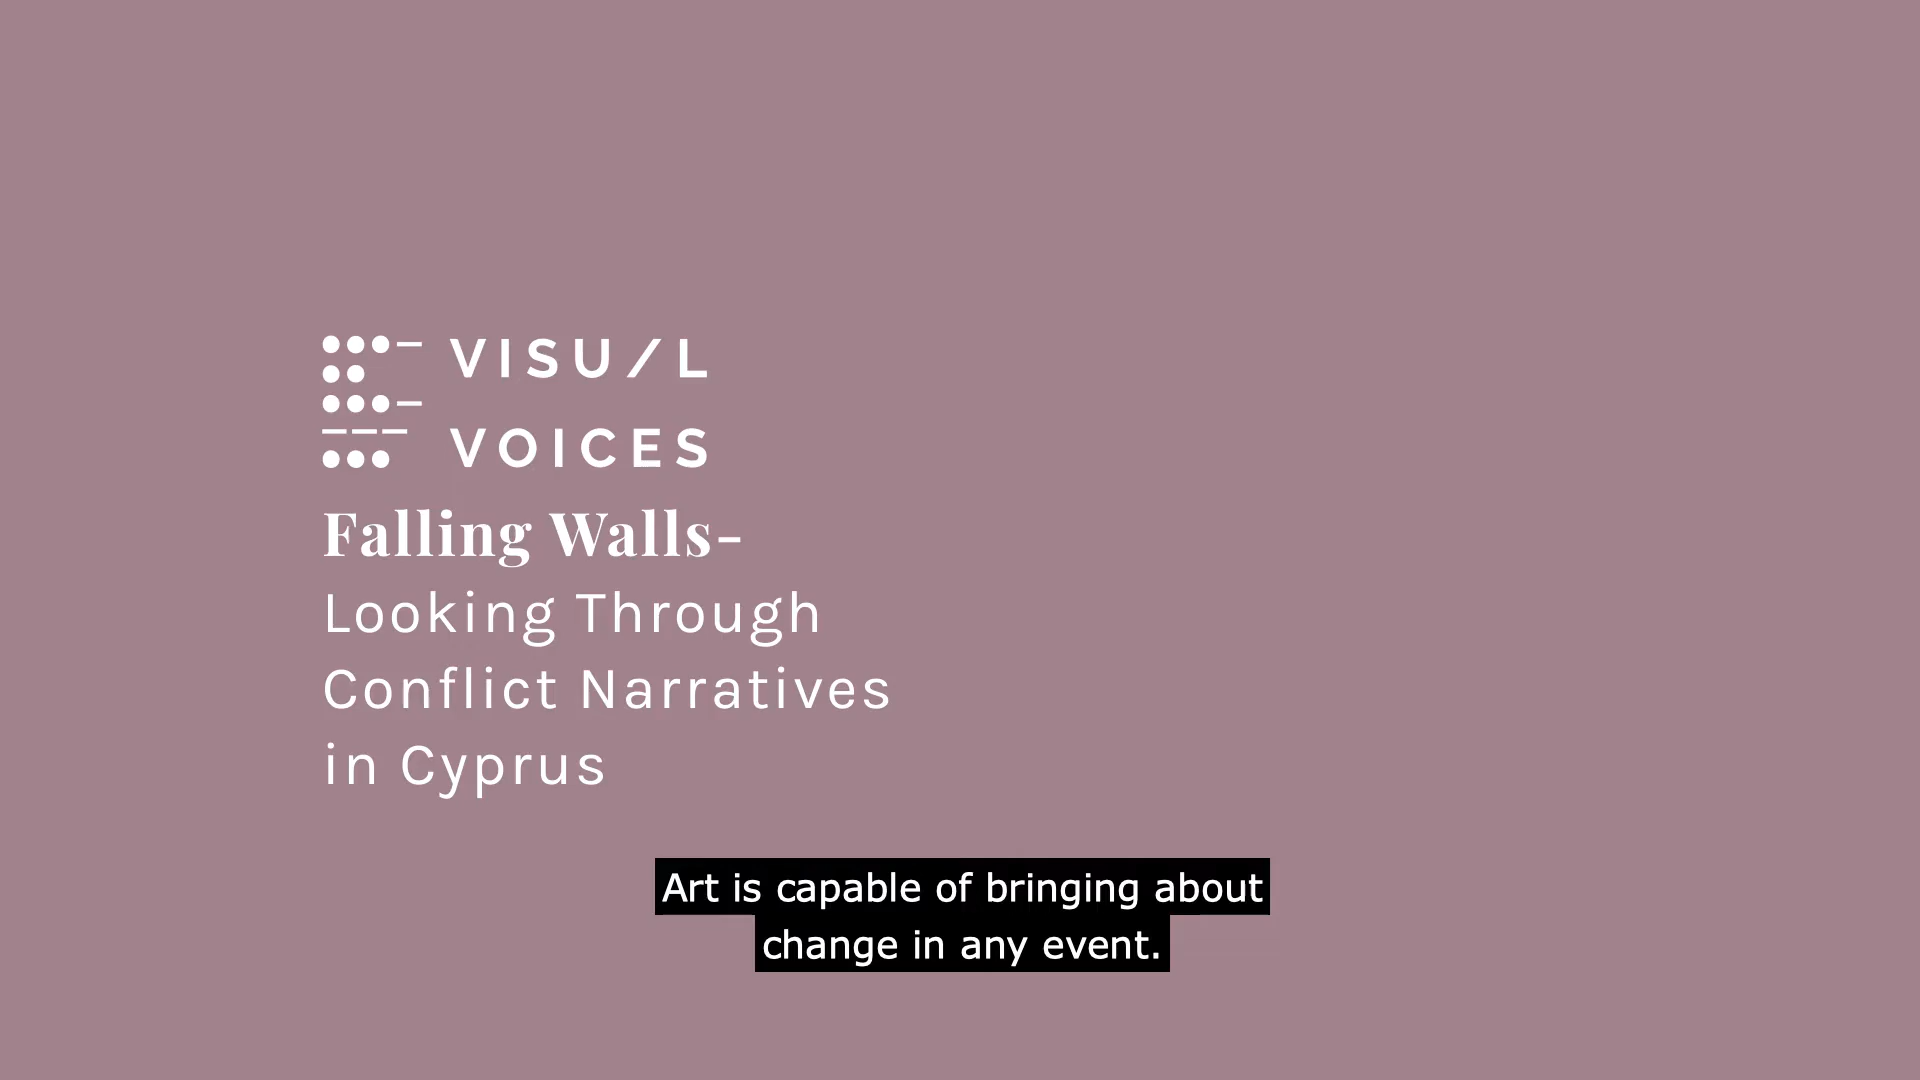 VISU/L
VOICES
Falling Walls-
Looking Through
Conflict Narratives
in Cyprus
Art is capable of bringing about
change in any event.